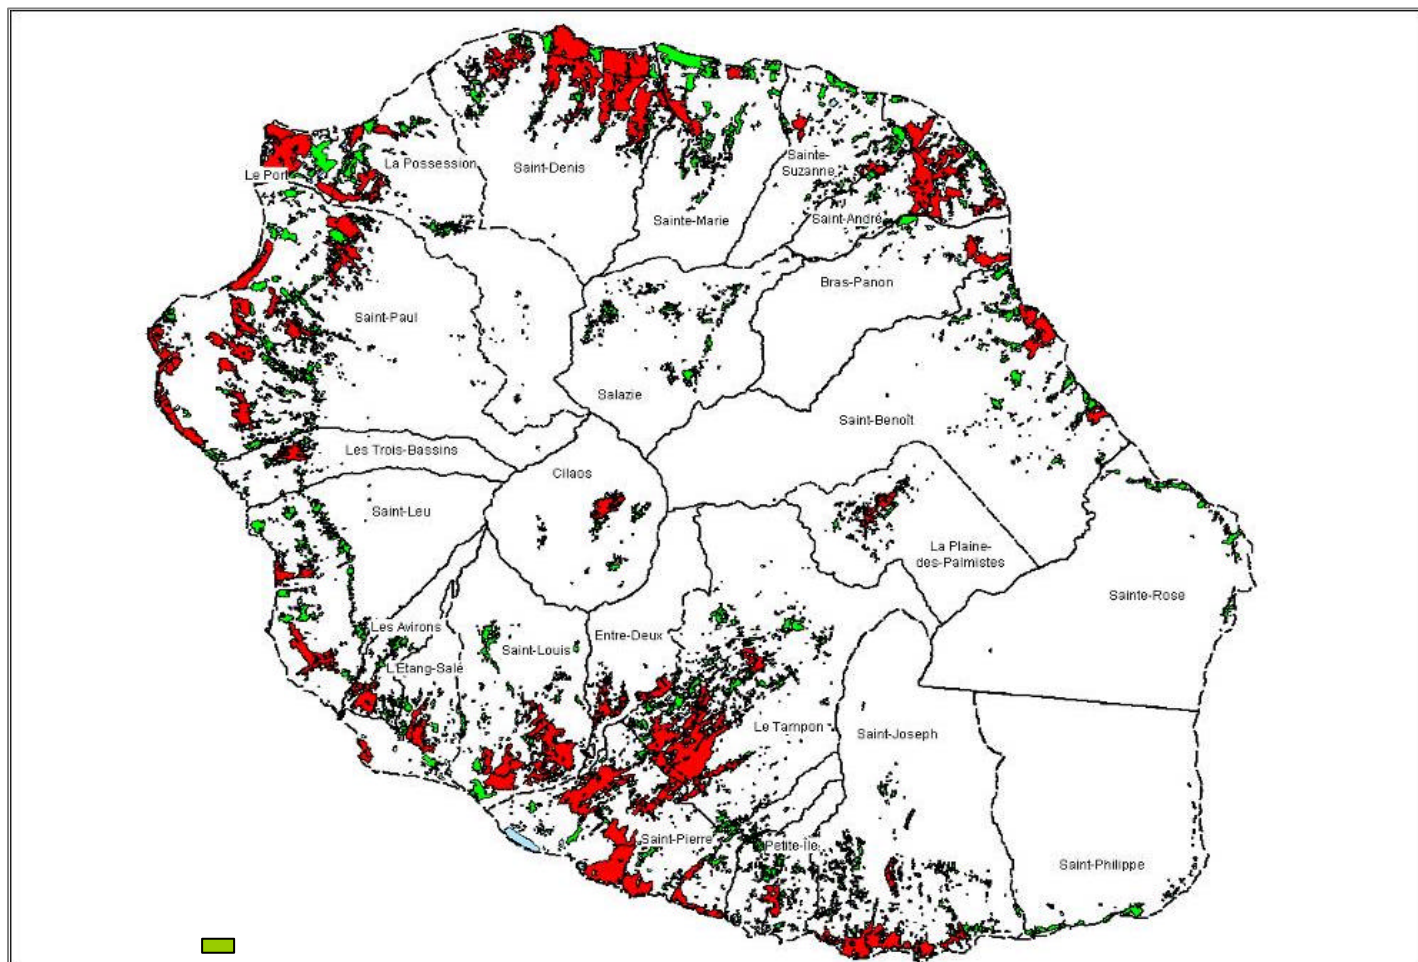 La Possession
Saint-Denis
Sainte-
Suzanne
Le Port
Sainte-Marie
Saint-André
Bras-Panon
Saint-Paul
Salazie
Saint-Benoît
Les Trois-Bassins
Cilaos
Saint-Leu
La Plaine-
des-Palmistes
Sainte-Rose
Les Avirons
Entre-Deux
Saint-Louis
L'Étang-Salé
Le Tampon
Saint-Joseph
Saint-Pierre
Petite-Île
Saint-Philippe